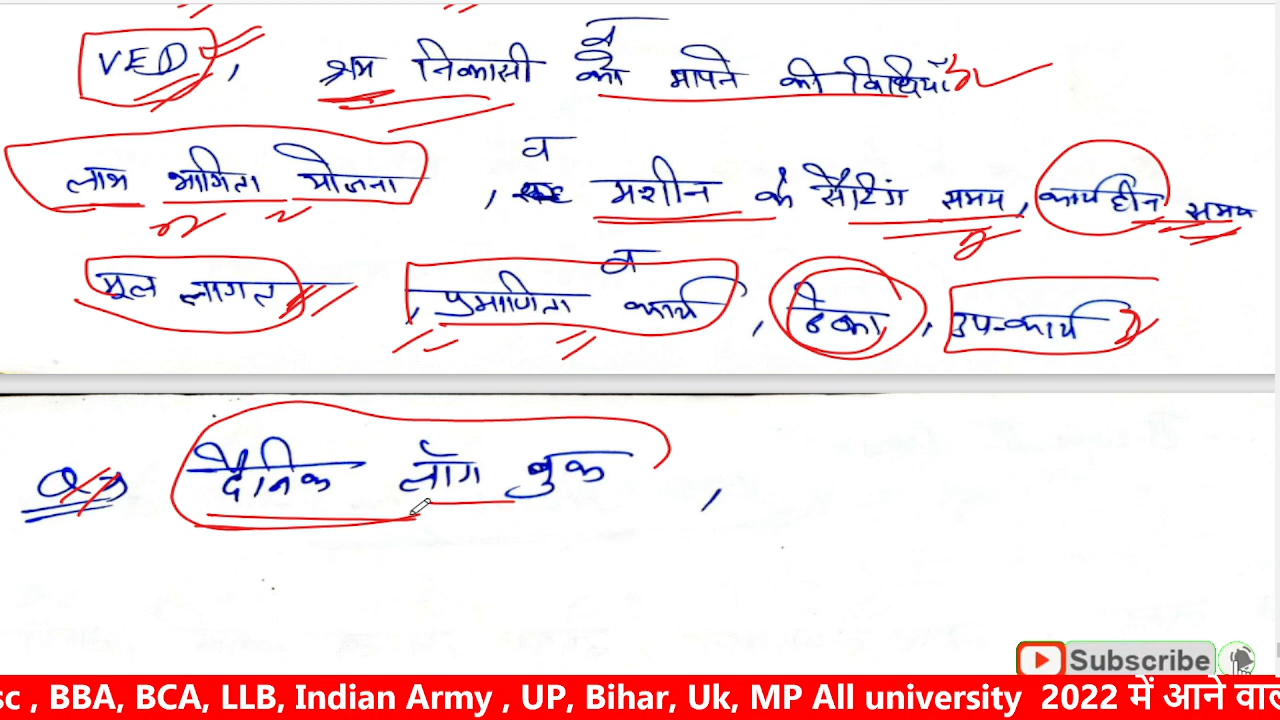 VED, श्रम निकासी व को मापने की विधियाँ
लाभ भागिता योजना, व मशीन के सैटिंग समय, कार्यहीन समय
मूल लागत, प्रमाणित व कार्य, ठेका, उप-कार्य
दैनिक लॉग बुक,
Subscribe
sc , BBA, BCA, LLB, Indian Army , UP, Bihar, Uk, MP All university 2022 में आने वाल